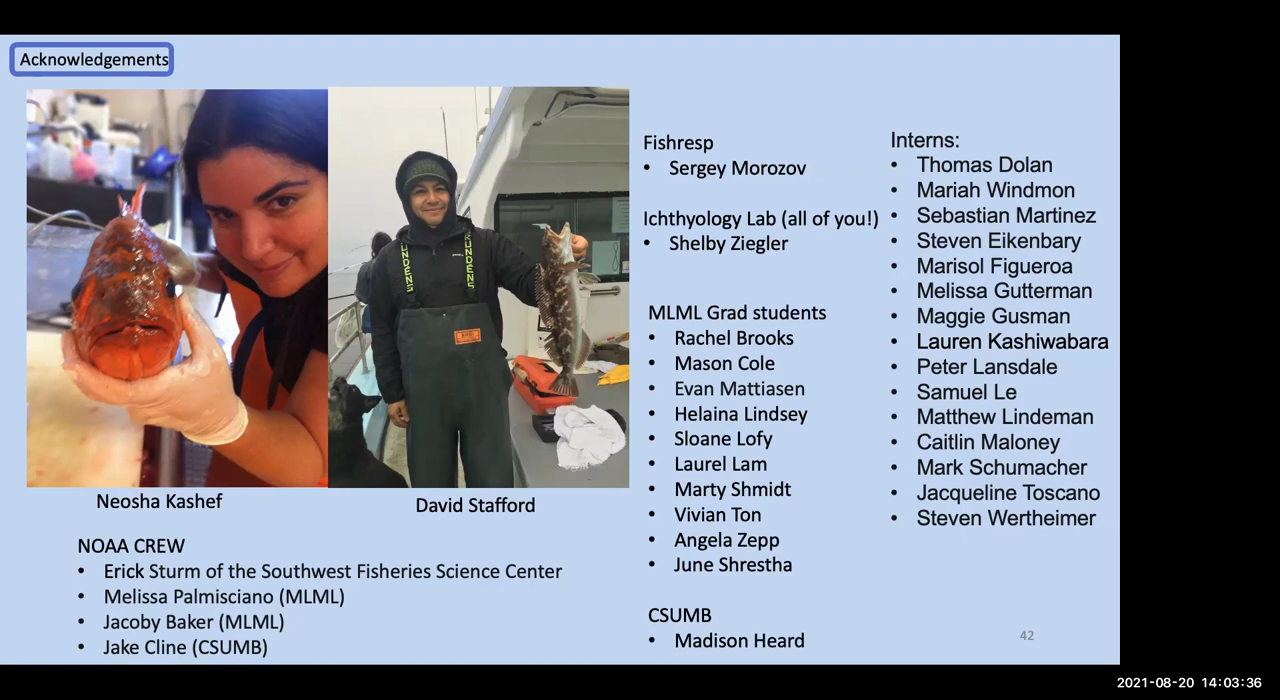 Acknowledgements
Neosha Kashef
David Stafford
NOAA CREW
• Erick Sturm of the Southwest Fisheries Science Center
• Melissa Palmisciano (MLML)
• Jacoby Baker (MLML)
• Jake Cline (CSUMB)
Fishresp
• Sergey Morozov
Ichthyology Lab (all of you!)
• Shelby Ziegler
MLML Grad students
• Rachel Brooks
• Mason Cole
• Evan Mattiasen
• Helaina Lindsey
• Sloane Lofy
• Laurel Lam
• Marty Shmidt
• Vivian Ton
• Angela Zepp
• June Shrestha
CSUMB
• Madison Heard
Interns:
• Thomas Dolan
• Mariah Windmon
• Sebastian Martinez
• Steven Eikenbary
• Marisol Figueroa
• Melissa Gutterman
• Maggie Gusman
• Lauren Kashiwabara
• Peter Lansdale
• Samuel Le
• Matthew Lindeman
• Caitlin Maloney
• Mark Schumacher
• Jacqueline Toscano
• Steven Wertheimer
42
2021-08-20 14:03:36